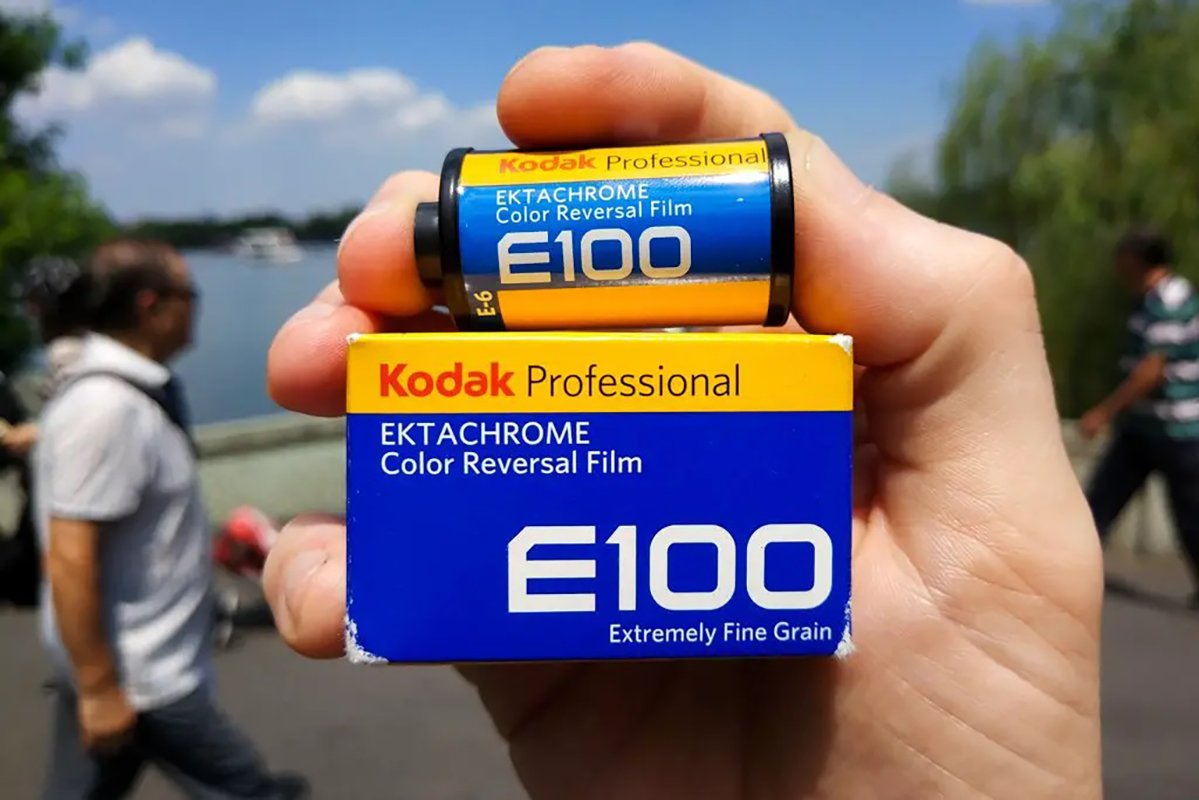 Kodak Professional
EKTACHROME
Color Reversal Film
E100
E-6
Kodak Professional
EKTACHROME
Color Reversal Film
E100
Extremely Fine Grain